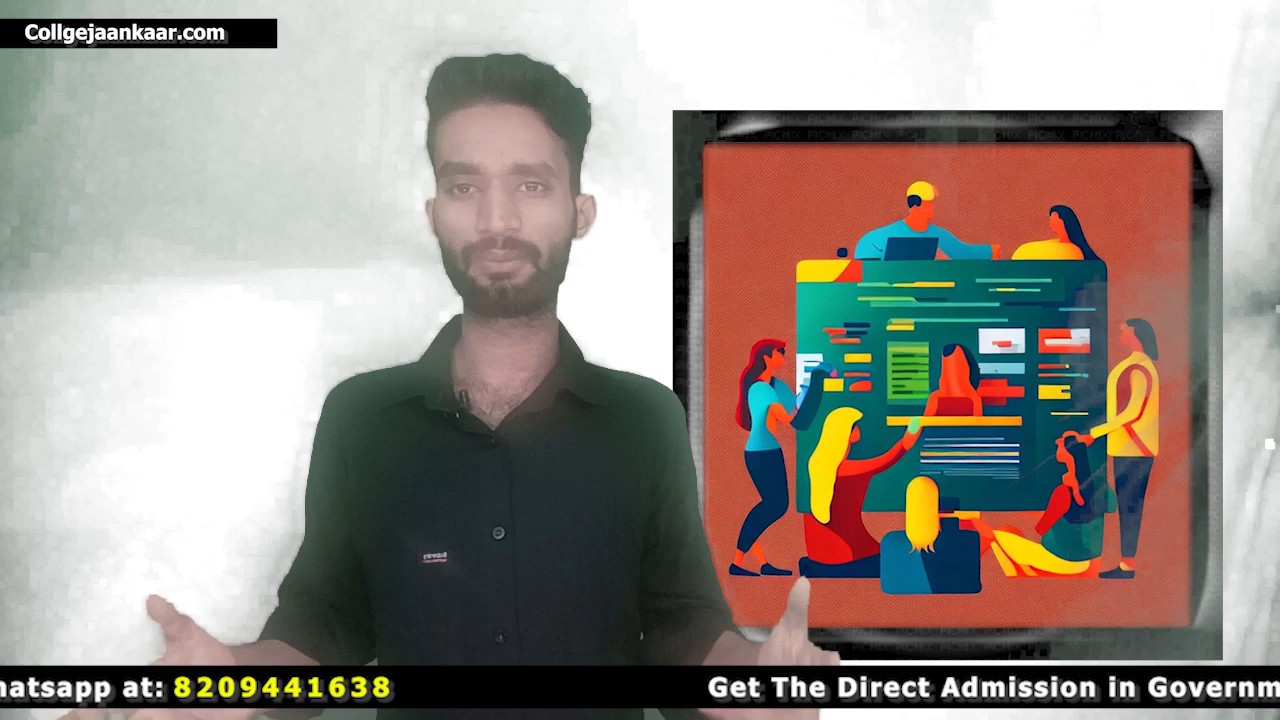 Collgejaankaar.com
hatsapp at: 8209441638
Get The Direct Admission in Governm